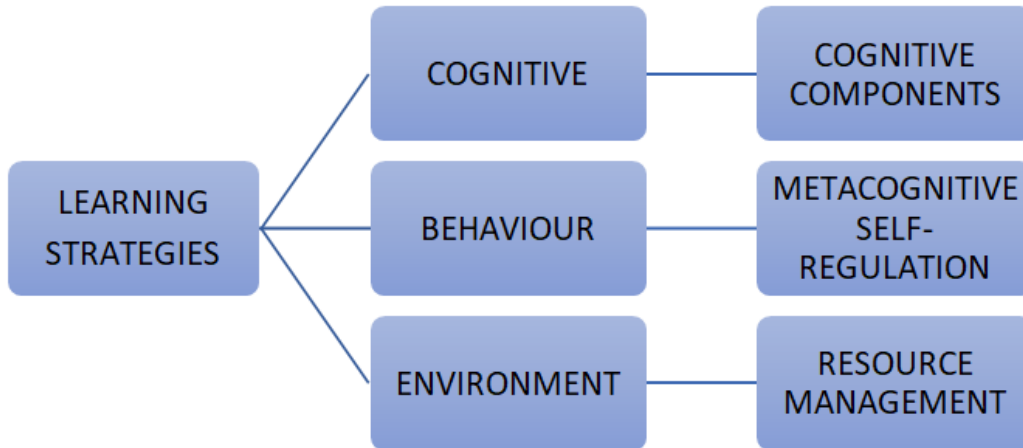 LEARNING
STRATEGIES
COGNITIVE
COGNITIVE
COMPONENTS
BEHAVIOUR
METACOGNITIVE
SELF-
REGULATION
ENVIRONMENT
RESOURCE
MANAGEMENT